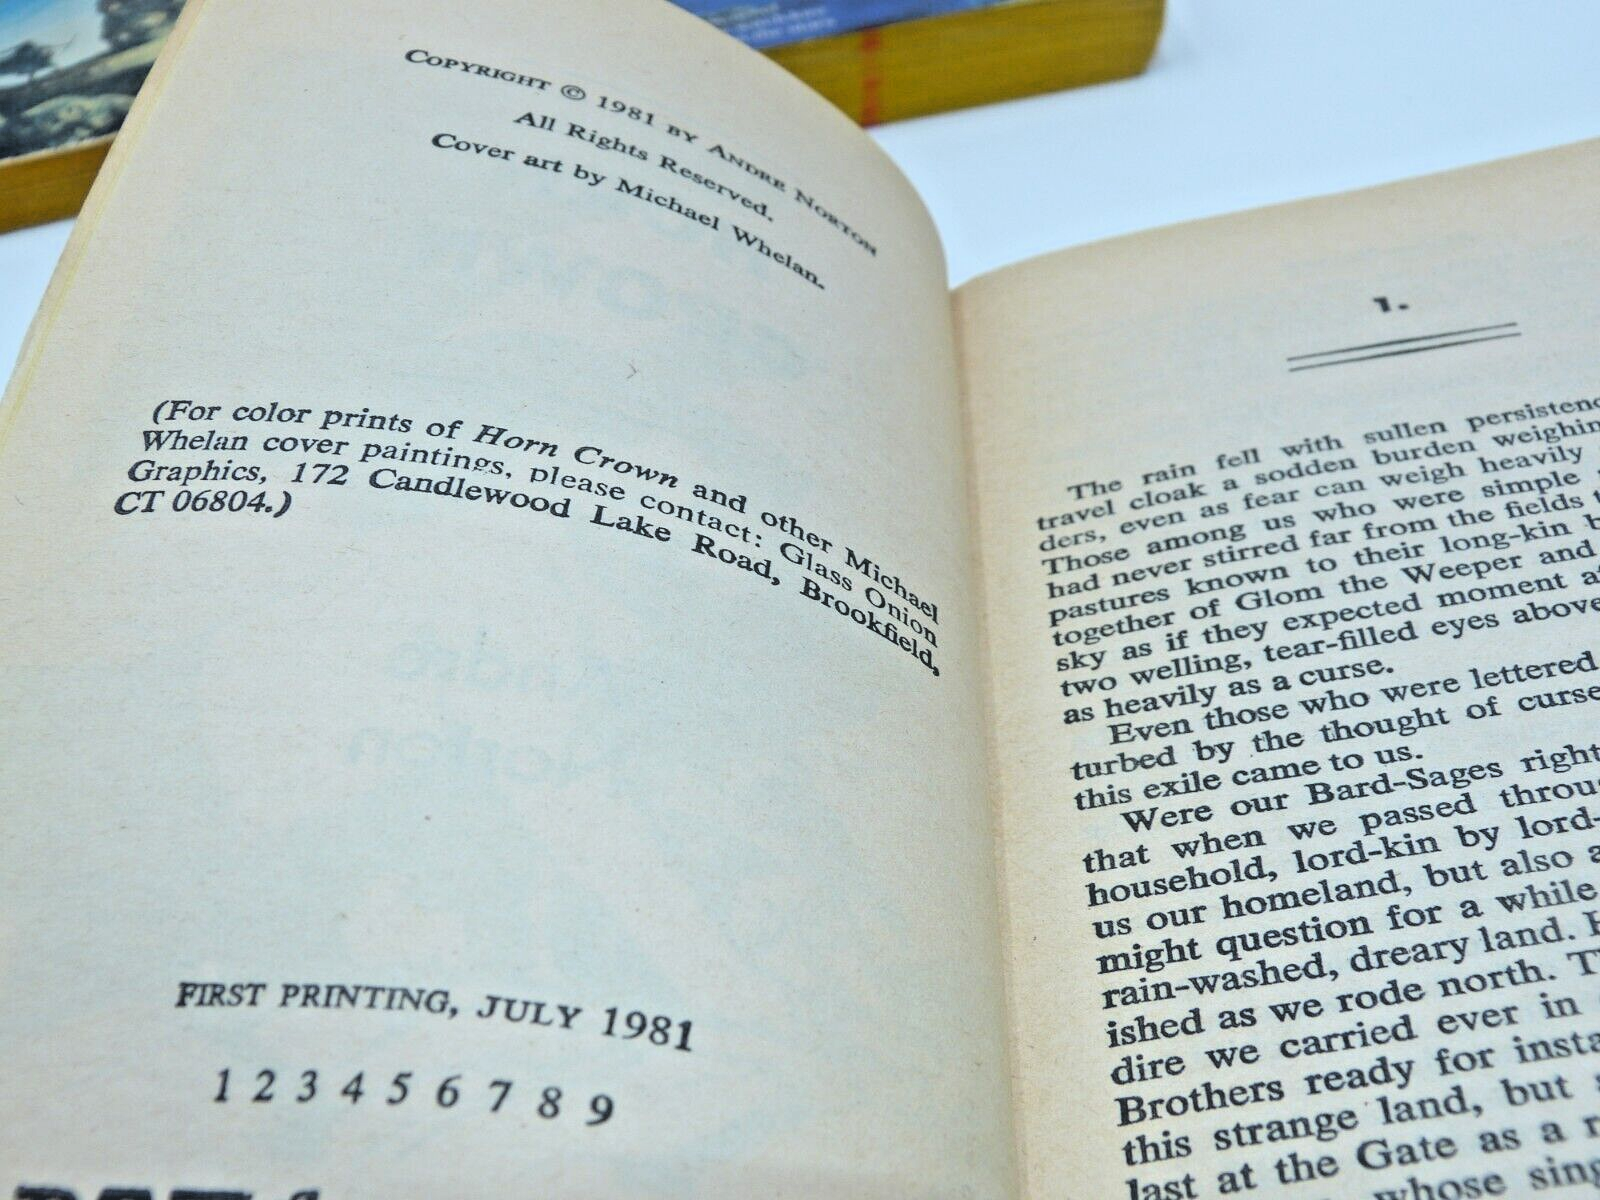 COPYRIGHT © 1981 BY ANDRE NORTON
All Rights Reserved.
Cover art by Michael Whelan.
(For color prints of Horn Crown and other Michael
Whelan cover paintings, please contact: Glass Onion
Graphics, 172 Candlewood Lake Road, Brookfield,
CT 06804.)
FIRST PRINTING, JULY 1981
1 2 3 4 5 6 7 8 9
1.
The rain fell with sullen persistenc
travel cloak a sodden burden weighin
ders, even as fear can weigh heavily
Those among us who were simple
had never stirred far from the fields
pastures known to their long-kin b
together of Glom the Weeper and
sky as if they expected moment a
two welling, tear-filled eyes above
as heavily as a curse.
Even those who were lettered
turbed by the thought of curse
this exile came to us.
Were our Bard-Sages right
that when we passed throu
household, lord-kin by lord-
us our homeland, but also a
might question for a while
rain-washed, dreary land. H
ished as we rode north. T
dire we carried ever in
Brothers ready for insta
this strange land, but
last at the Gate as a
whose sing